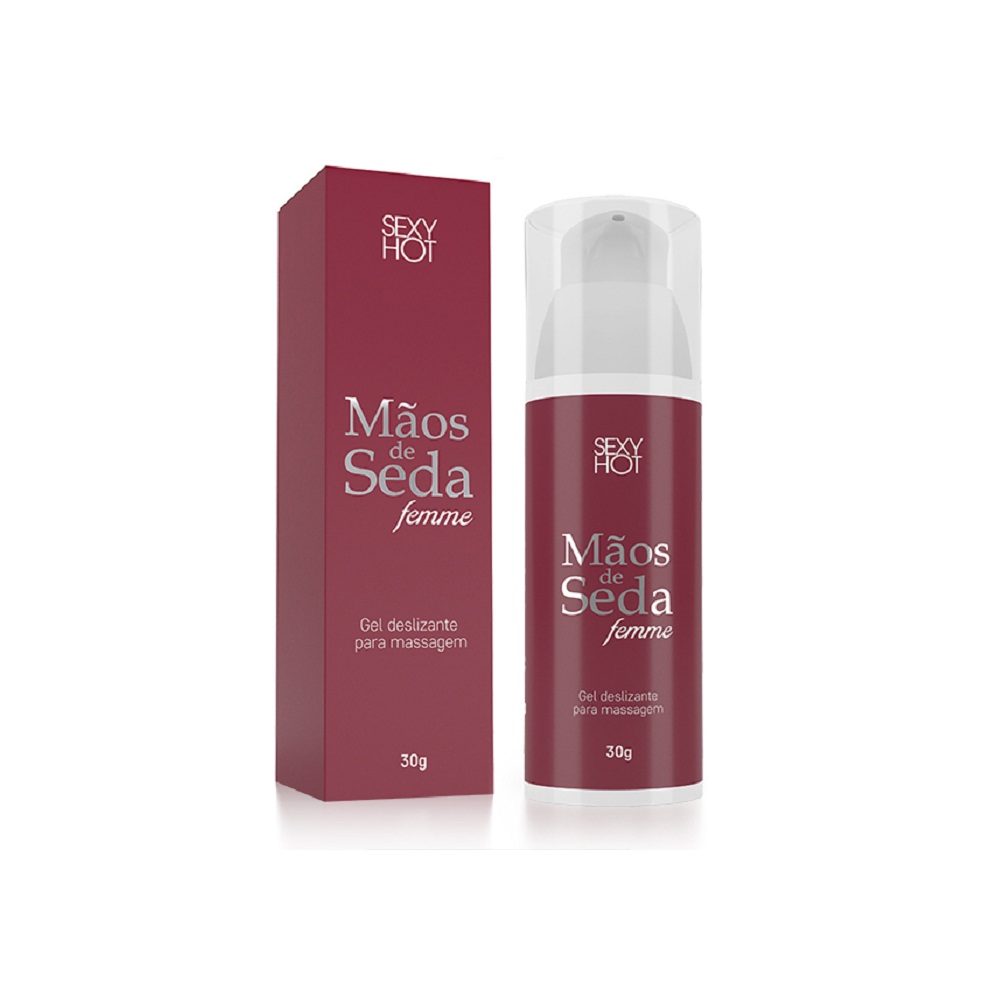 SEXY
HOT
Mãos
de
Seda
femme
Gel deslizante
para massagem
30g
SEXY
HOT
Mãos
de
Seda
femme
Gel deslizante
para massagem
30g